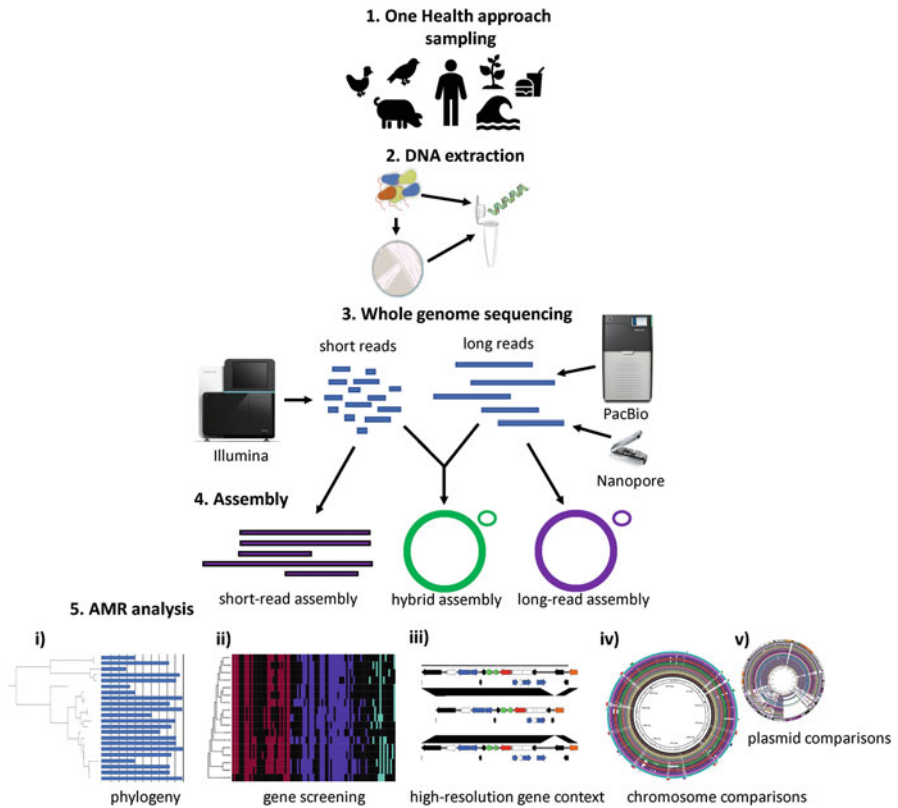 1. One Health approach
sampling
2. DNA extraction
3. Whole genome sequencing
short reads
long reads
Illumina
PacBio
Nanopore
4. Assembly
short-read assembly
hybrid assembly
long-read assembly
5. AMR analysis
i)
ii)
iii)
iv)
v)
phylogeny
gene screening
high-resolution gene context
chromosome comparisons
plasmid comparisons